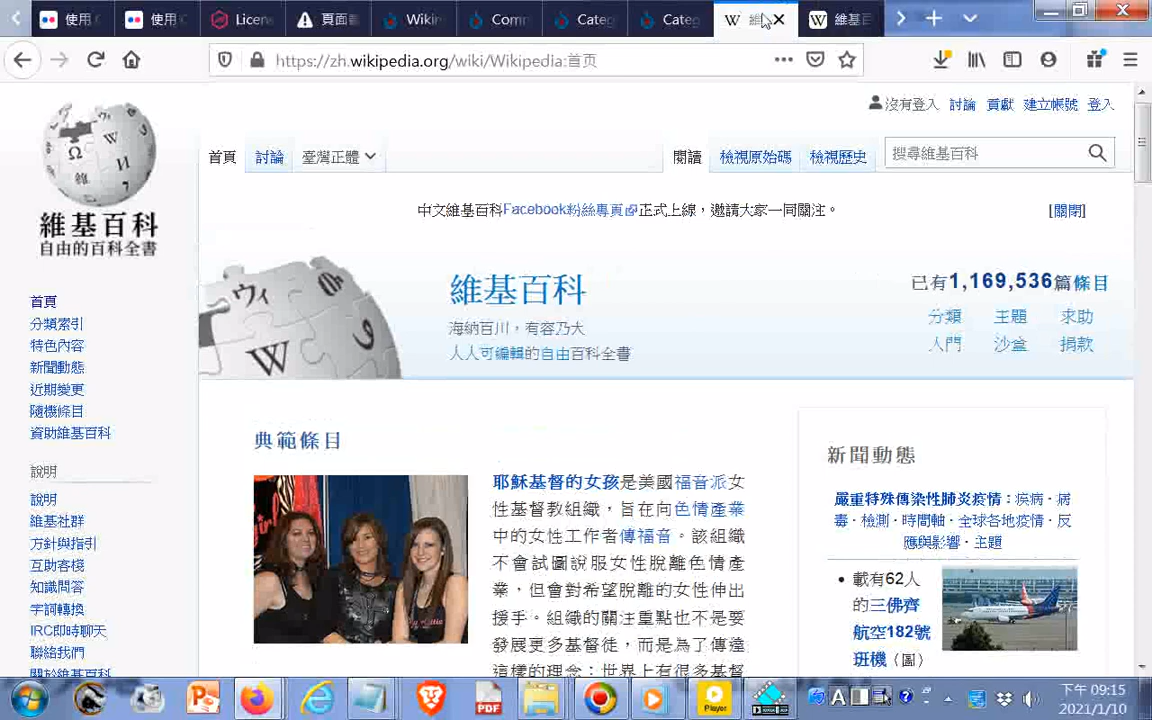 使用
使用
Licen
頁面
Wikin
Comm
Categ
Categ
維
維基百
https://zh.wikipedia.org/wiki/Wikipedia:首页
沒有登入 討論 貢獻 建立帳號 登入
首頁 討論 臺灣正體 閱讀 檢視原始碼 檢視歷史 搜尋維基百科
維基百科
自由的百科全書
中文維基百科Facebook粉絲專頁正式上線,邀請大家一同關注。 [關閉]
維基百科
海納百川,有容乃大
人人可編輯的自由百科全書
已有1,169,536篇條目
分類 主題 求助
入門 沙盒 捐款
首頁
分類索引
特色內容
新聞動態
近期變更
隨機條目
資助維基百科
說明
說明
維基社群
方針與指引
互助客棧
知識問答
字詞轉換
IRC即時聊天
聯絡我們
關於維基百科
典範條目
耶穌基督的女孩是美國福音派女
性基督教組織,旨在向色情產業
中的女性工作者傳福音。該組織
不會試圖說服女性脫離色情產
業,但會對希望脫離的女性伸出
援手。組織的關注重點也不是要
發展更多基督徒,而是為了傳達
這樣的理念:世界上有很多基督
新聞動態
嚴重特殊傳染性肺炎疫情:疾病·病
毒·檢測·時間軸·全球各地疫情·反
應與影響·主題
載有62人
的三佛齊
航空182號
班機(圖)
PDF
Player
下午 09:15
2021/1/10